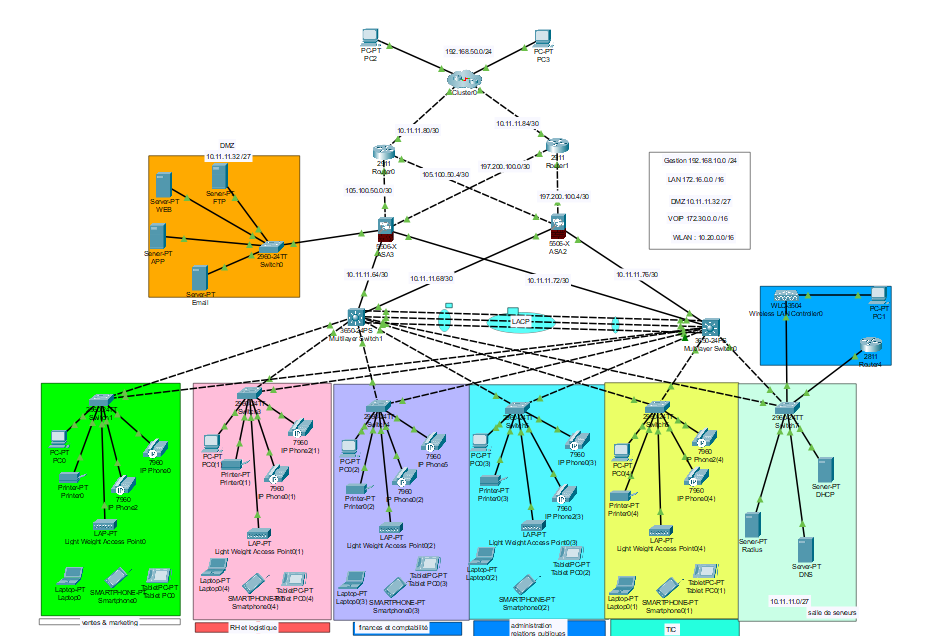 PC-PT
PC2
192.168.50.0/24
PC-PT
PC3
Cluster0
10.11.11.80/30
10.11.11.84/30
2911
Router0
2911
Router1
105.100.50.0/30
105.100.50.4/30
197.200.100.0/30
197.200.100.4/30
DMZ
10.11.11.32 /27
Server-PT
WEB
Server-PT
FTP
Server-PT
APP
Server-PT
Email
2960-24TT
Switch0
5506-X
ASA3
5506-X
ASA2
Gestion 192.168.10.0 /24
LAN 172.16.0.0 /16
DMZ 10.11.11.32 /27
VOIP 172.30.0.0 /16
WLAN : 10.20.0.0/16
10.11.11.64/30
10.11.11.68/30
10.11.11.72/30
10.11.11.76/30
3650-24PS
Multilayer Switch1
LACP
3650-24PS
Multilayer Switch0
WLC-3504
Wireless LAN Controller0
PC-PT
PC1
2811
Router4
2960-24TT
Switch1
PC-PT
PC0
Printer-PT
Printer0
7960
IP Phone0
7960
IP Phone2
LAP-PT
Light Weight Access Point0
Laptop-PT
Laptop0
SMARTPHONE-PT
Smartphone0
TabletPC-PT
Tablet PC0
ventes & marketing
2960-24TT
Switch3
PC-PT
PC0(1)
Printer-PT
Printer0(1)
7960
IP Phone2(1)
7960
IP Phone0(1)
LAP-PT
Light Weight Access Point0(1)
Laptop-PT
Laptop0(4)
SMARTPHONE-PT
Smartphone0(4)
Tablet PC0(4)
RH et logistique
2960-24TT
PC-PT
PC0(2)
Printer-PT
Printer0(2)
7960
IP Phone5
7960
IP Phone0(2)
LAP-PT
Light Weight Access Point0(2)
Laptop-PT
Laptop0(3)
SMARTPHONE-PT
Smartphone0(3)
TabletPC-PT
Tablet PC0(3)
finances et comptabilité
2960-24TT
PC-PT
PC0(3)
Printer-PT
Printer0(3)
7960
IP Phone0(3)
7960
IP Phone2(3)
LAP-PT
Light Weight Access Point0(3)
Laptop-PT
Laptop0(2)
SMARTPHONE-PT
Smartphone0(2)
TabletPC-PT
Tablet PC0(2)
administration
relations publiques
2960-24TT
PC-PT
PC0(4)
Printer-PT
Printer0(4)
7960
IP Phone2(4)
7960
IP Phone0(4)
LAP-PT
Light Weight Access Point0(4)
Laptop-PT
Laptop0(1)
SMARTPHONE-PT
Smartphone0(1)
TabletPC-PT
Tablet PC0(1)
TIC
2960-24TT
Server-PT
DHCP
Server-PT
Radius
Server-PT
DNS
10.11.11.0/27
salle de serveurs